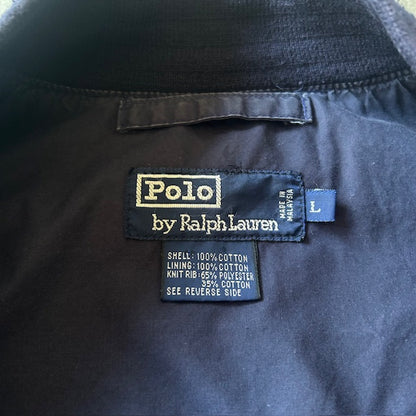 Polo
by Ralph Lauren
MADE IN
MALAYSIA
L
SHELL: 100% COTTON
LINING: 100% COTTON
KNIT RIB: 65% POLYESTER
35% COTTON
SEE REVERSE SIDE